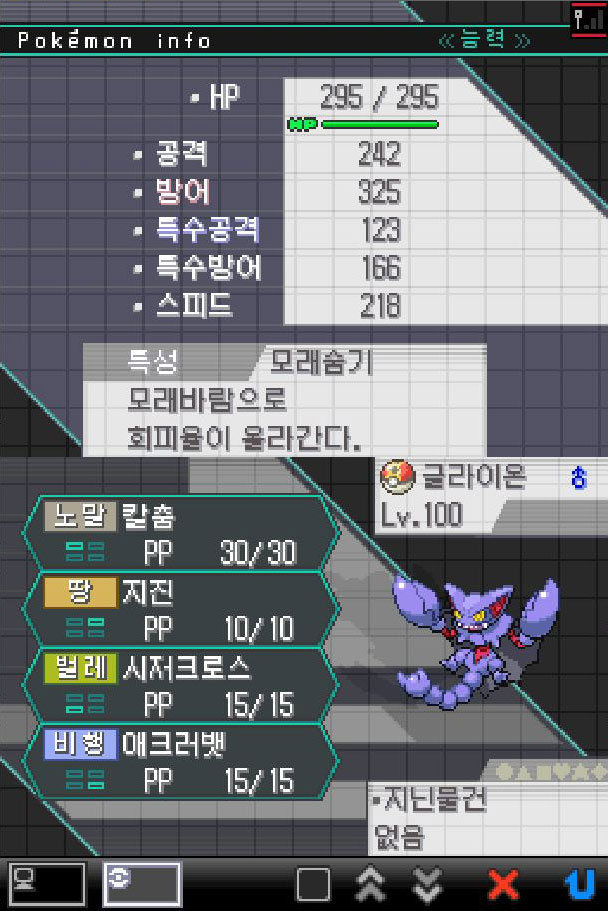 Pokémon info
≪능력≫
HP 295 / 295
HP
공격 242
방어 325
특수공격 123
특수방어 166
스피드 218
특성 모래숨기
모래바람으로
회피율이 올라간다.
글라이온 ♂
Lv.100
노말 칼춤
PP 30/30
땅 지진
PP 10/10
벌레 시저크로스
PP 15/15
비행 애크러뱃
PP 15/15
·지닌물건
없음